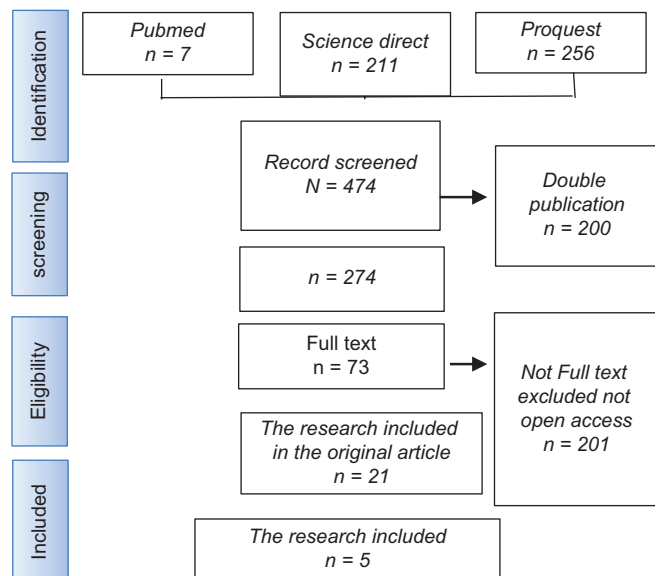 Identification
Pubmed
n = 7
Science direct
n = 211
Proquest
n = 256
screening
Record screened
N = 474
Double
publication
n = 200
n = 274
Eligibility
Full text
n = 73
Not Full text
excluded not
open access
n = 201
The research included
in the original article
n = 21
Included
The research included
n = 5